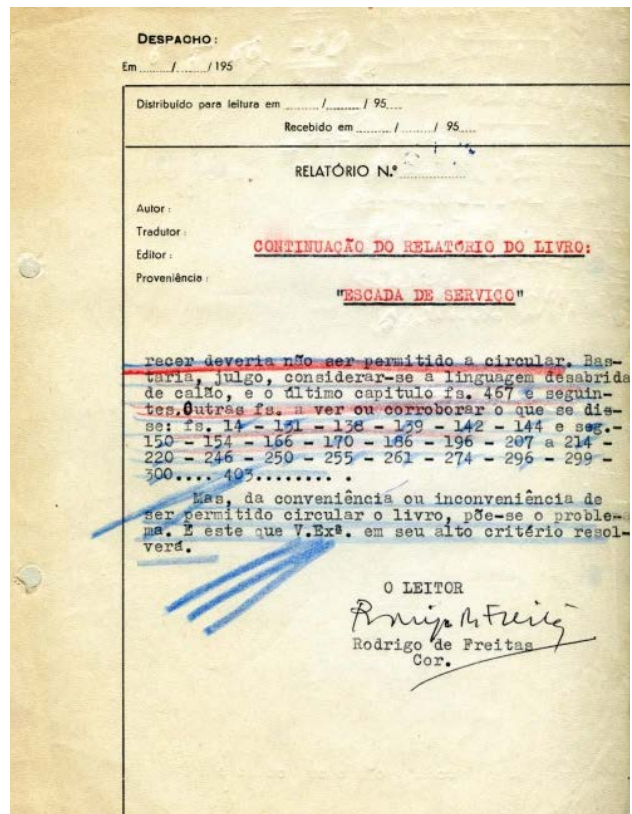 DESPACHO:
Em ......../......../195
Distribuído para leitura em ......../......../ 95....
Recebido em ......../......../ 95....
RELATÓRIO N.º
Autor:
Tradutor:
Editor:
Proveniência:
CONTINUAÇÃO DO RELATÓRIO DO LIVRO:
"ESCADA DE SERVIÇO"
recer deveria não ser permitido a circular. Bas-
taria, julgo, considerar-se a linguagem desabrida
de calão, e o último capitulo fs. 467 e seguin-
tes.Outras fs. a ver ou corroborar o que se dis-
se: fs. 14 - 131 - 138 - 139 - 142 - 144 e seg.-
150 - 154 - 166 - 170 - 186 - 196 - 207 a 214 -
220 - 246 - 250 - 255 - 261 - 274 - 296 - 299 -
300.... 403........ .
Mas, da conveniência ou inconveniência de
ser permitido circular o livro, põe-se o proble-
ma. É este que V.Exª. em seu alto critério resol-
verá.
O LEITOR
Rodrigo de Freitas
Rodrigo de Freitas
Cor.